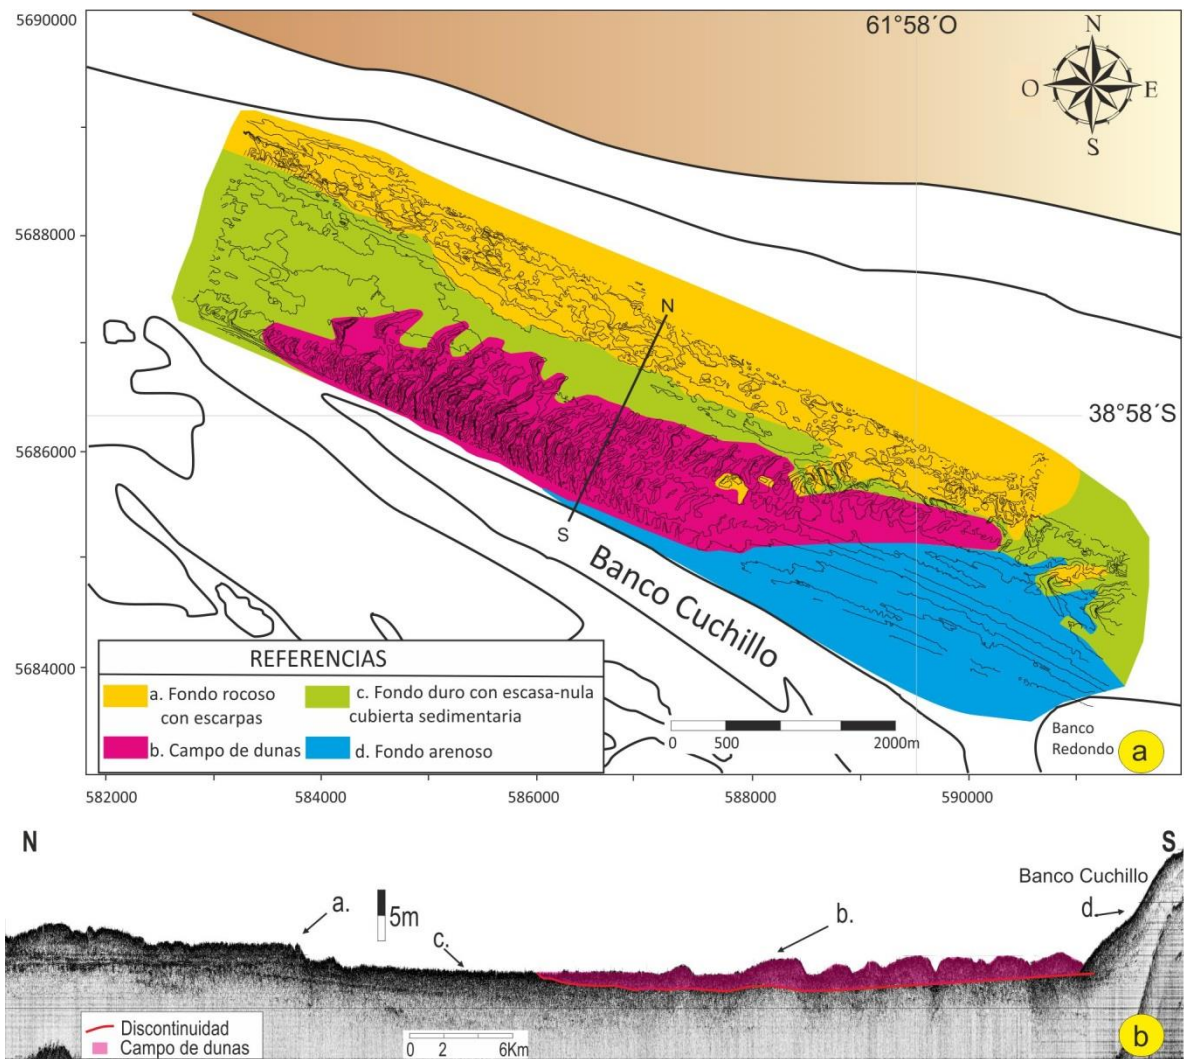 5690000
61°58´O
N
O
E
S
5688000
N
38°58´S
5686000
S
Banco Cuchillo
5684000
REFERENCIAS
a. Fondo rocoso
con escarpas
c. Fondo duro con escasa-nula
cubierta sedimentaria
b. Campo de dunas
d. Fondo arenoso
0 500 2000m
Banco
Redondo
a
582000 584000 586000 588000 590000
N
S
Banco Cuchillo
a.
5m
c.
b.
d.
Discontinuidad
Campo de dunas
0 2 6Km
b